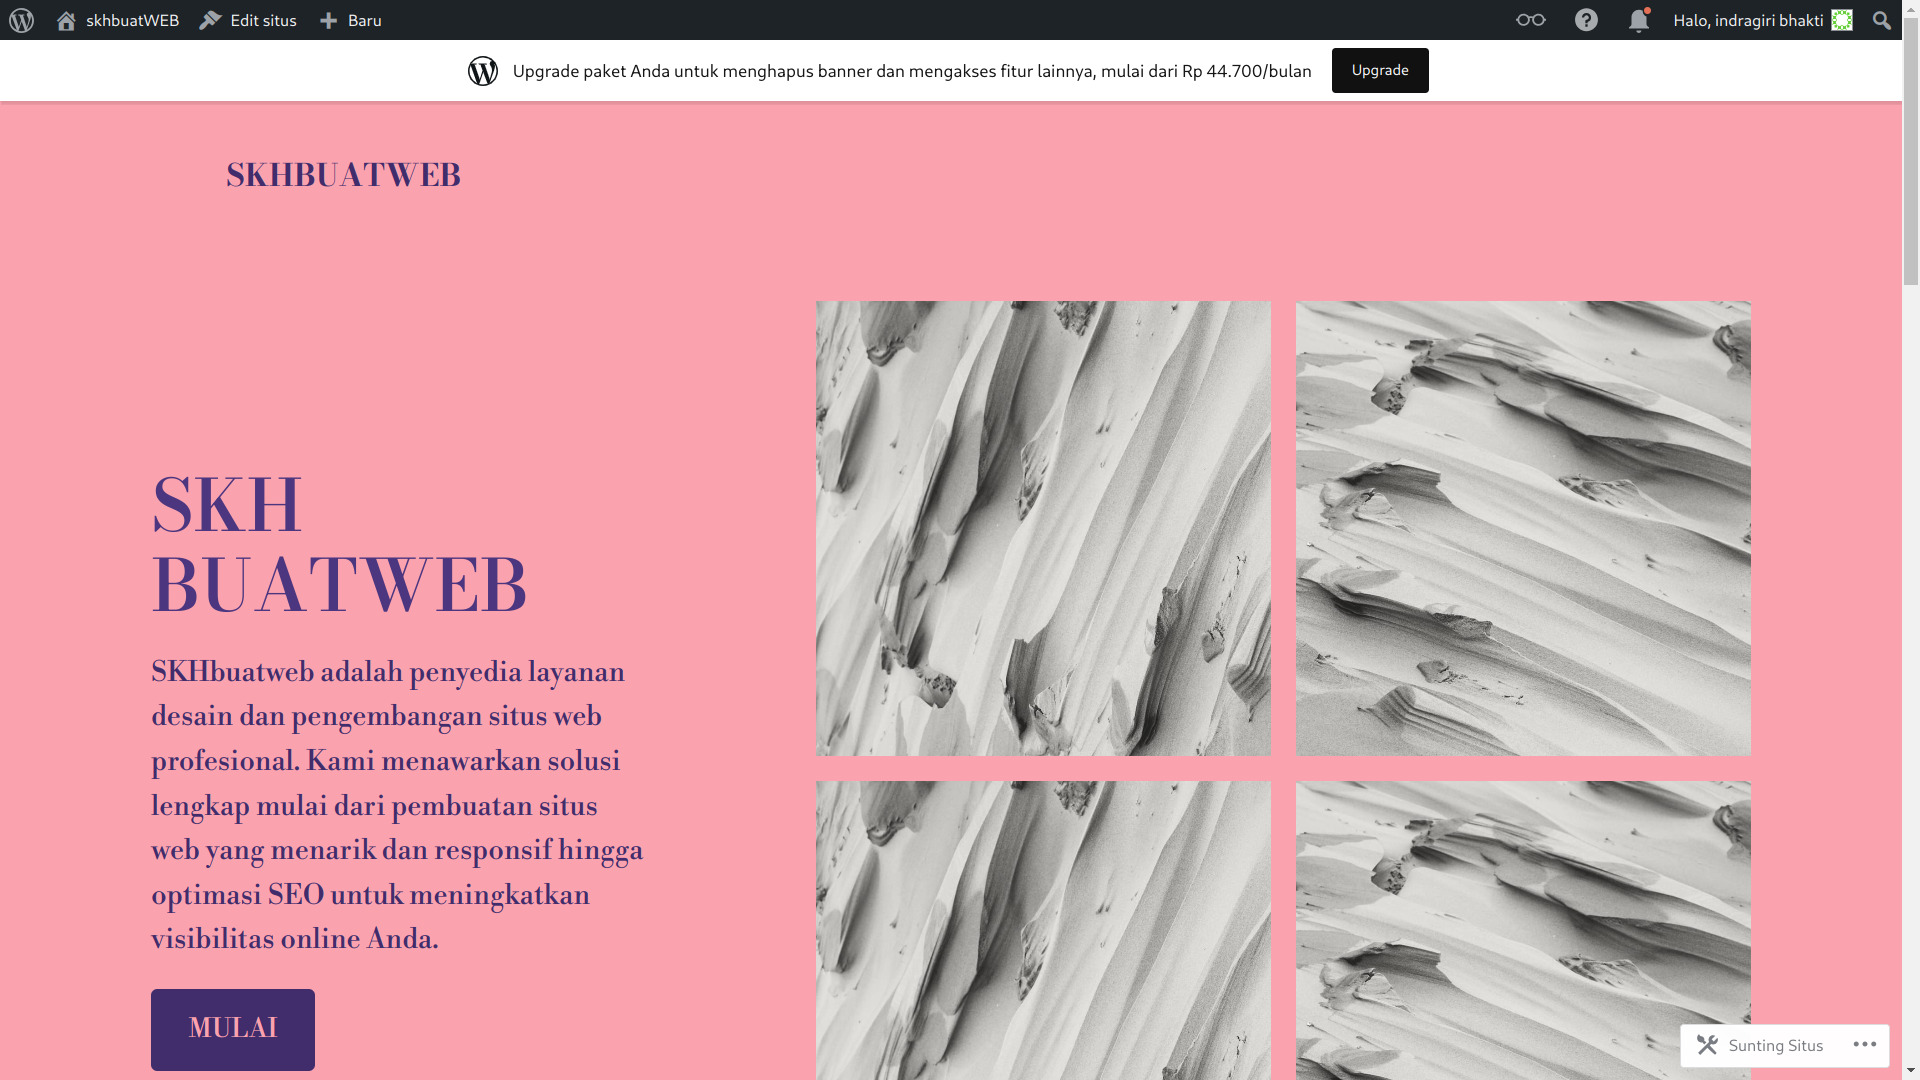 skhbuatWEB
Edit situs
Baru
Halo, indragiri bhakti
Upgrade paket Anda untuk menghapus banner dan mengakses fitur lainnya, mulai dari Rp 44.700/bulan
Upgrade
SKHBUATWEB
SKH
BUATWEB
SKHbuatweb adalah penyedia layanan
desain dan pengembangan situs web
profesional. Kami menawarkan solusi
lengkap mulai dari pembuatan situs
web yang menarik dan responsif hingga
optimasi SEO untuk meningkatkan
visibilitas online Anda.
MULAI
Sunting Situs